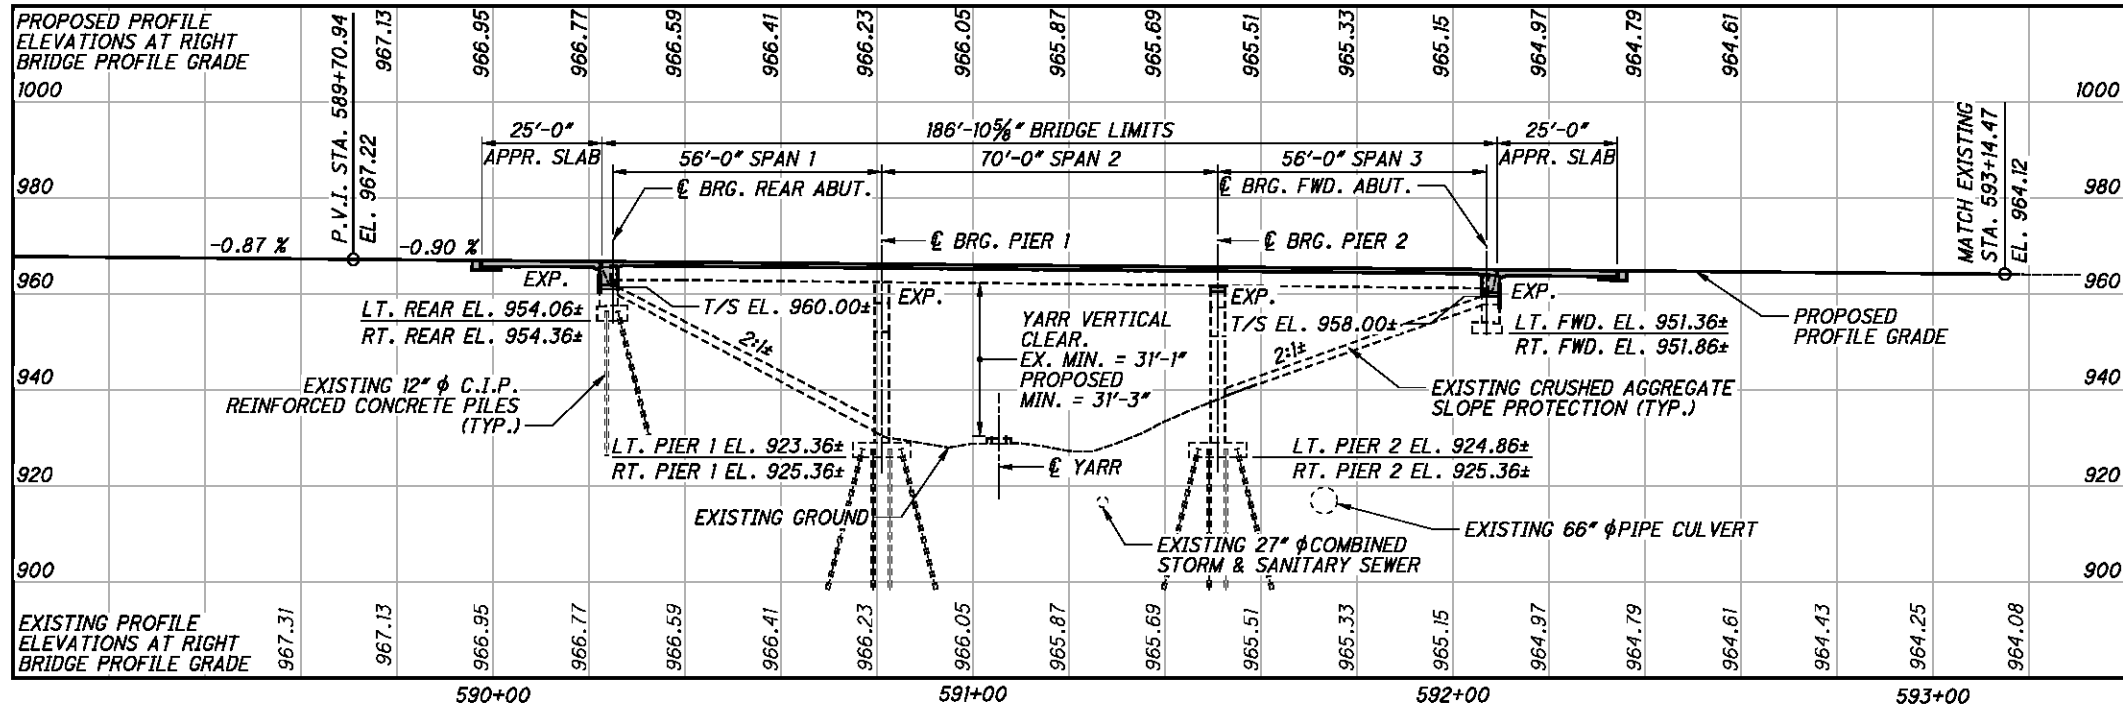 PROPOSED PROFILE
ELEVATIONS AT RIGHT
BRIDGE PROFILE GRADE
P.V.I. STA. 589+70.94
EL. 967.22
967.13
966.95
966.77
966.59
966.41
966.23
966.05
965.87
965.69
965.51
965.33
965.15
964.97
964.79
964.61
1000
1000
MATCH EXISTING
STA. 593+14.47
EL. 964.12
25'-0"
APPR. SLAB
186'-10⅝" BRIDGE LIMITS
25'-0"
APPR. SLAB
56'-0" SPAN 1
70'-0" SPAN 2
56'-0" SPAN 3
980
980
℄ BRG. REAR ABUT.
℄ BRG. FWD. ABUT.
-0.87 %
-0.90 %
℄ BRG. PIER 1
℄ BRG. PIER 2
960
960
EXP.
EXP.
EXP.
EXP.
LT. REAR EL. 954.06±
RT. REAR EL. 954.36±
T/S EL. 960.00±
YARR VERTICAL
CLEAR.
EX. MIN. = 31'-1"
PROPOSED
MIN. = 31'-3"
T/S EL. 958.00±
LT. FWD. EL. 951.36±
RT. FWD. EL. 951.86±
PROPOSED
PROFILE GRADE
2:1±
2:1±
940
940
EXISTING 12" ϕ C.I.P.
REINFORCED CONCRETE PILES
(TYP.)
EXISTING CRUSHED AGGREGATE
SLOPE PROTECTION (TYP.)
LT. PIER 1 EL. 923.36±
RT. PIER 1 EL. 925.36±
℄ YARR
LT. PIER 2 EL. 924.86±
RT. PIER 2 EL. 925.36±
920
920
EXISTING GROUND
EXISTING 27" ϕ COMBINED
STORM & SANITARY SEWER
EXISTING 66" ϕ PIPE CULVERT
900
900
EXISTING PROFILE
ELEVATIONS AT RIGHT
BRIDGE PROFILE GRADE
967.31
967.13
966.95
966.77
966.59
966.41
966.23
966.05
965.87
965.69
965.51
965.33
965.15
964.97
964.79
964.61
964.43
964.25
964.08
590+00
591+00
592+00
593+00